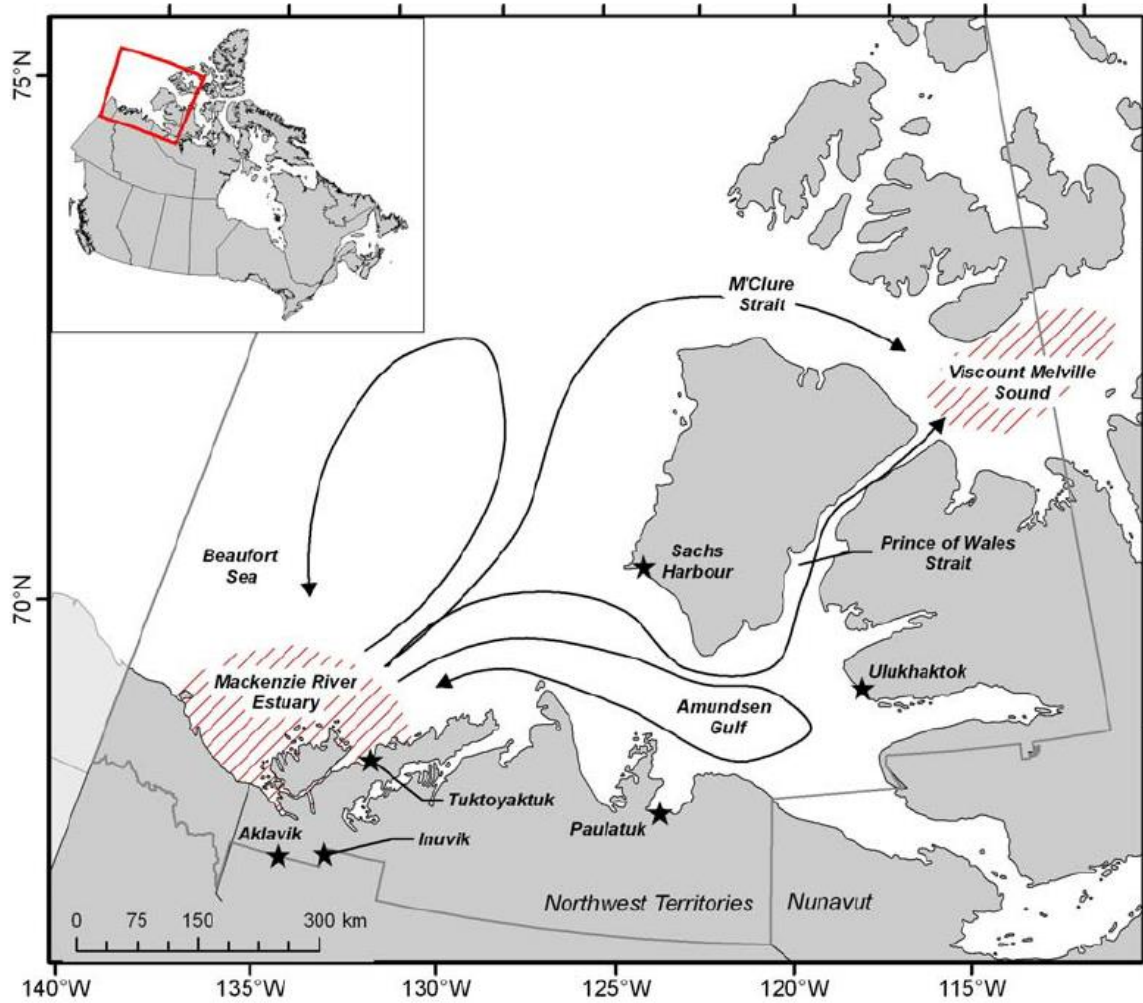 75°N
M'Clure
Strait
Viscount Melville
Sound
Beaufort
Sea
Sachs
Harbour
Prince of Wales
Strait
70°N
Mackenzie River
Estuary
Ulukhaktok
Amundsen
Gulf
Tuktoyaktuk
Paulatuk
Aklavik
Inuvik
Northwest Territories
Nunavut
0 75 150 300 km
140°W 135°W 130°W 125°W 120°W 115°W